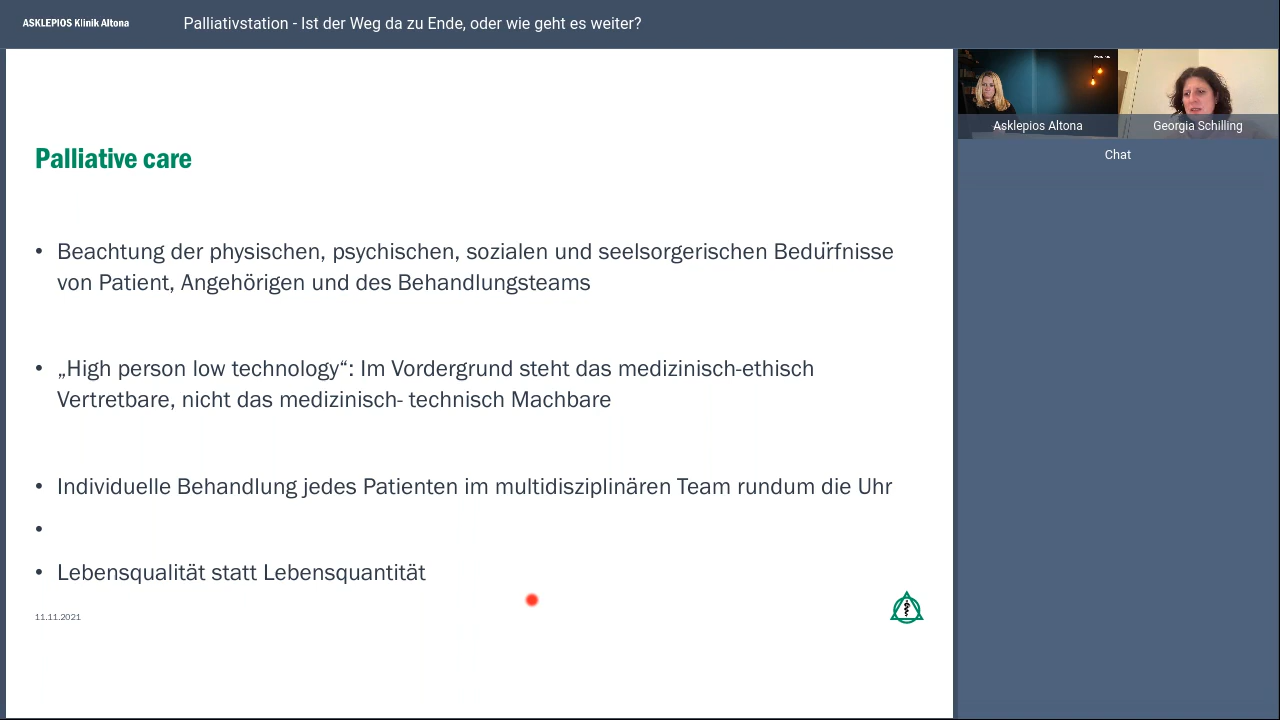 ASKLEPIOS Klinik Altona
Palliativstation - Ist der Weg da zu Ende, oder wie geht es weiter?
Asklepios Altona
Georgia Schilling
Chat
Palliative care
• Beachtung der physischen, psychischen, sozialen und seelsorgerischen Bedürfnisse
von Patient, Angehörigen und des Behandlungsteams
• „High person low technology“: Im Vordergrund steht das medizinisch-ethisch
Vertretbare, nicht das medizinisch- technisch Machbare
• Individuelle Behandlung jedes Patienten im multidisziplinären Team rundum die Uhr
•
• Lebensqualität statt Lebensquantität
11.11.2021